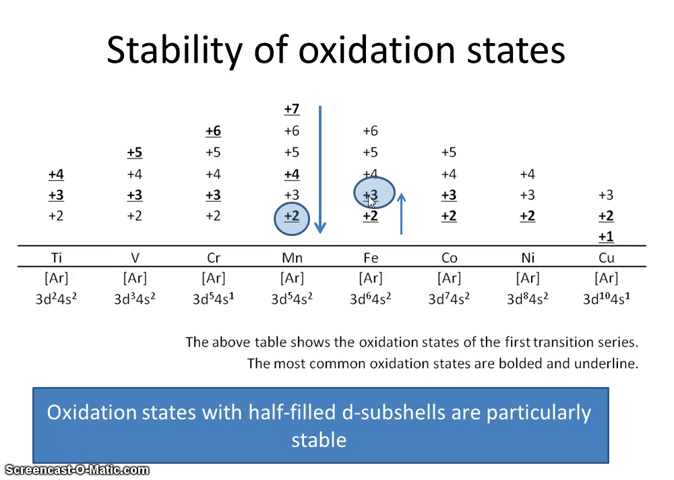 Stability of oxidation states
+7
+6 +6 +6
+5 +5 +5 +5 +5
+4 +4 +4 +4 +4 +4 +4
+3 +3 +3 +3 +3 +3 +3 +3
+2 +2 +2 +2 +2 +2 +2 +2
+1
Ti V Cr Mn Fe Co Ni Cu
[Ar] [Ar] [Ar] [Ar] [Ar] [Ar] [Ar] [Ar]
3d²4s² 3d³4s² 3d⁵4s¹ 3d⁵4s² 3d⁶4s² 3d⁷4s² 3d⁸4s² 3d¹⁰4s¹
The above table shows the oxidation states of the first transition series.
The most common oxidation states are bolded and underline.
Oxidation states with half-filled d-subshells are particularly
stable
Screencast-O-Matic.com